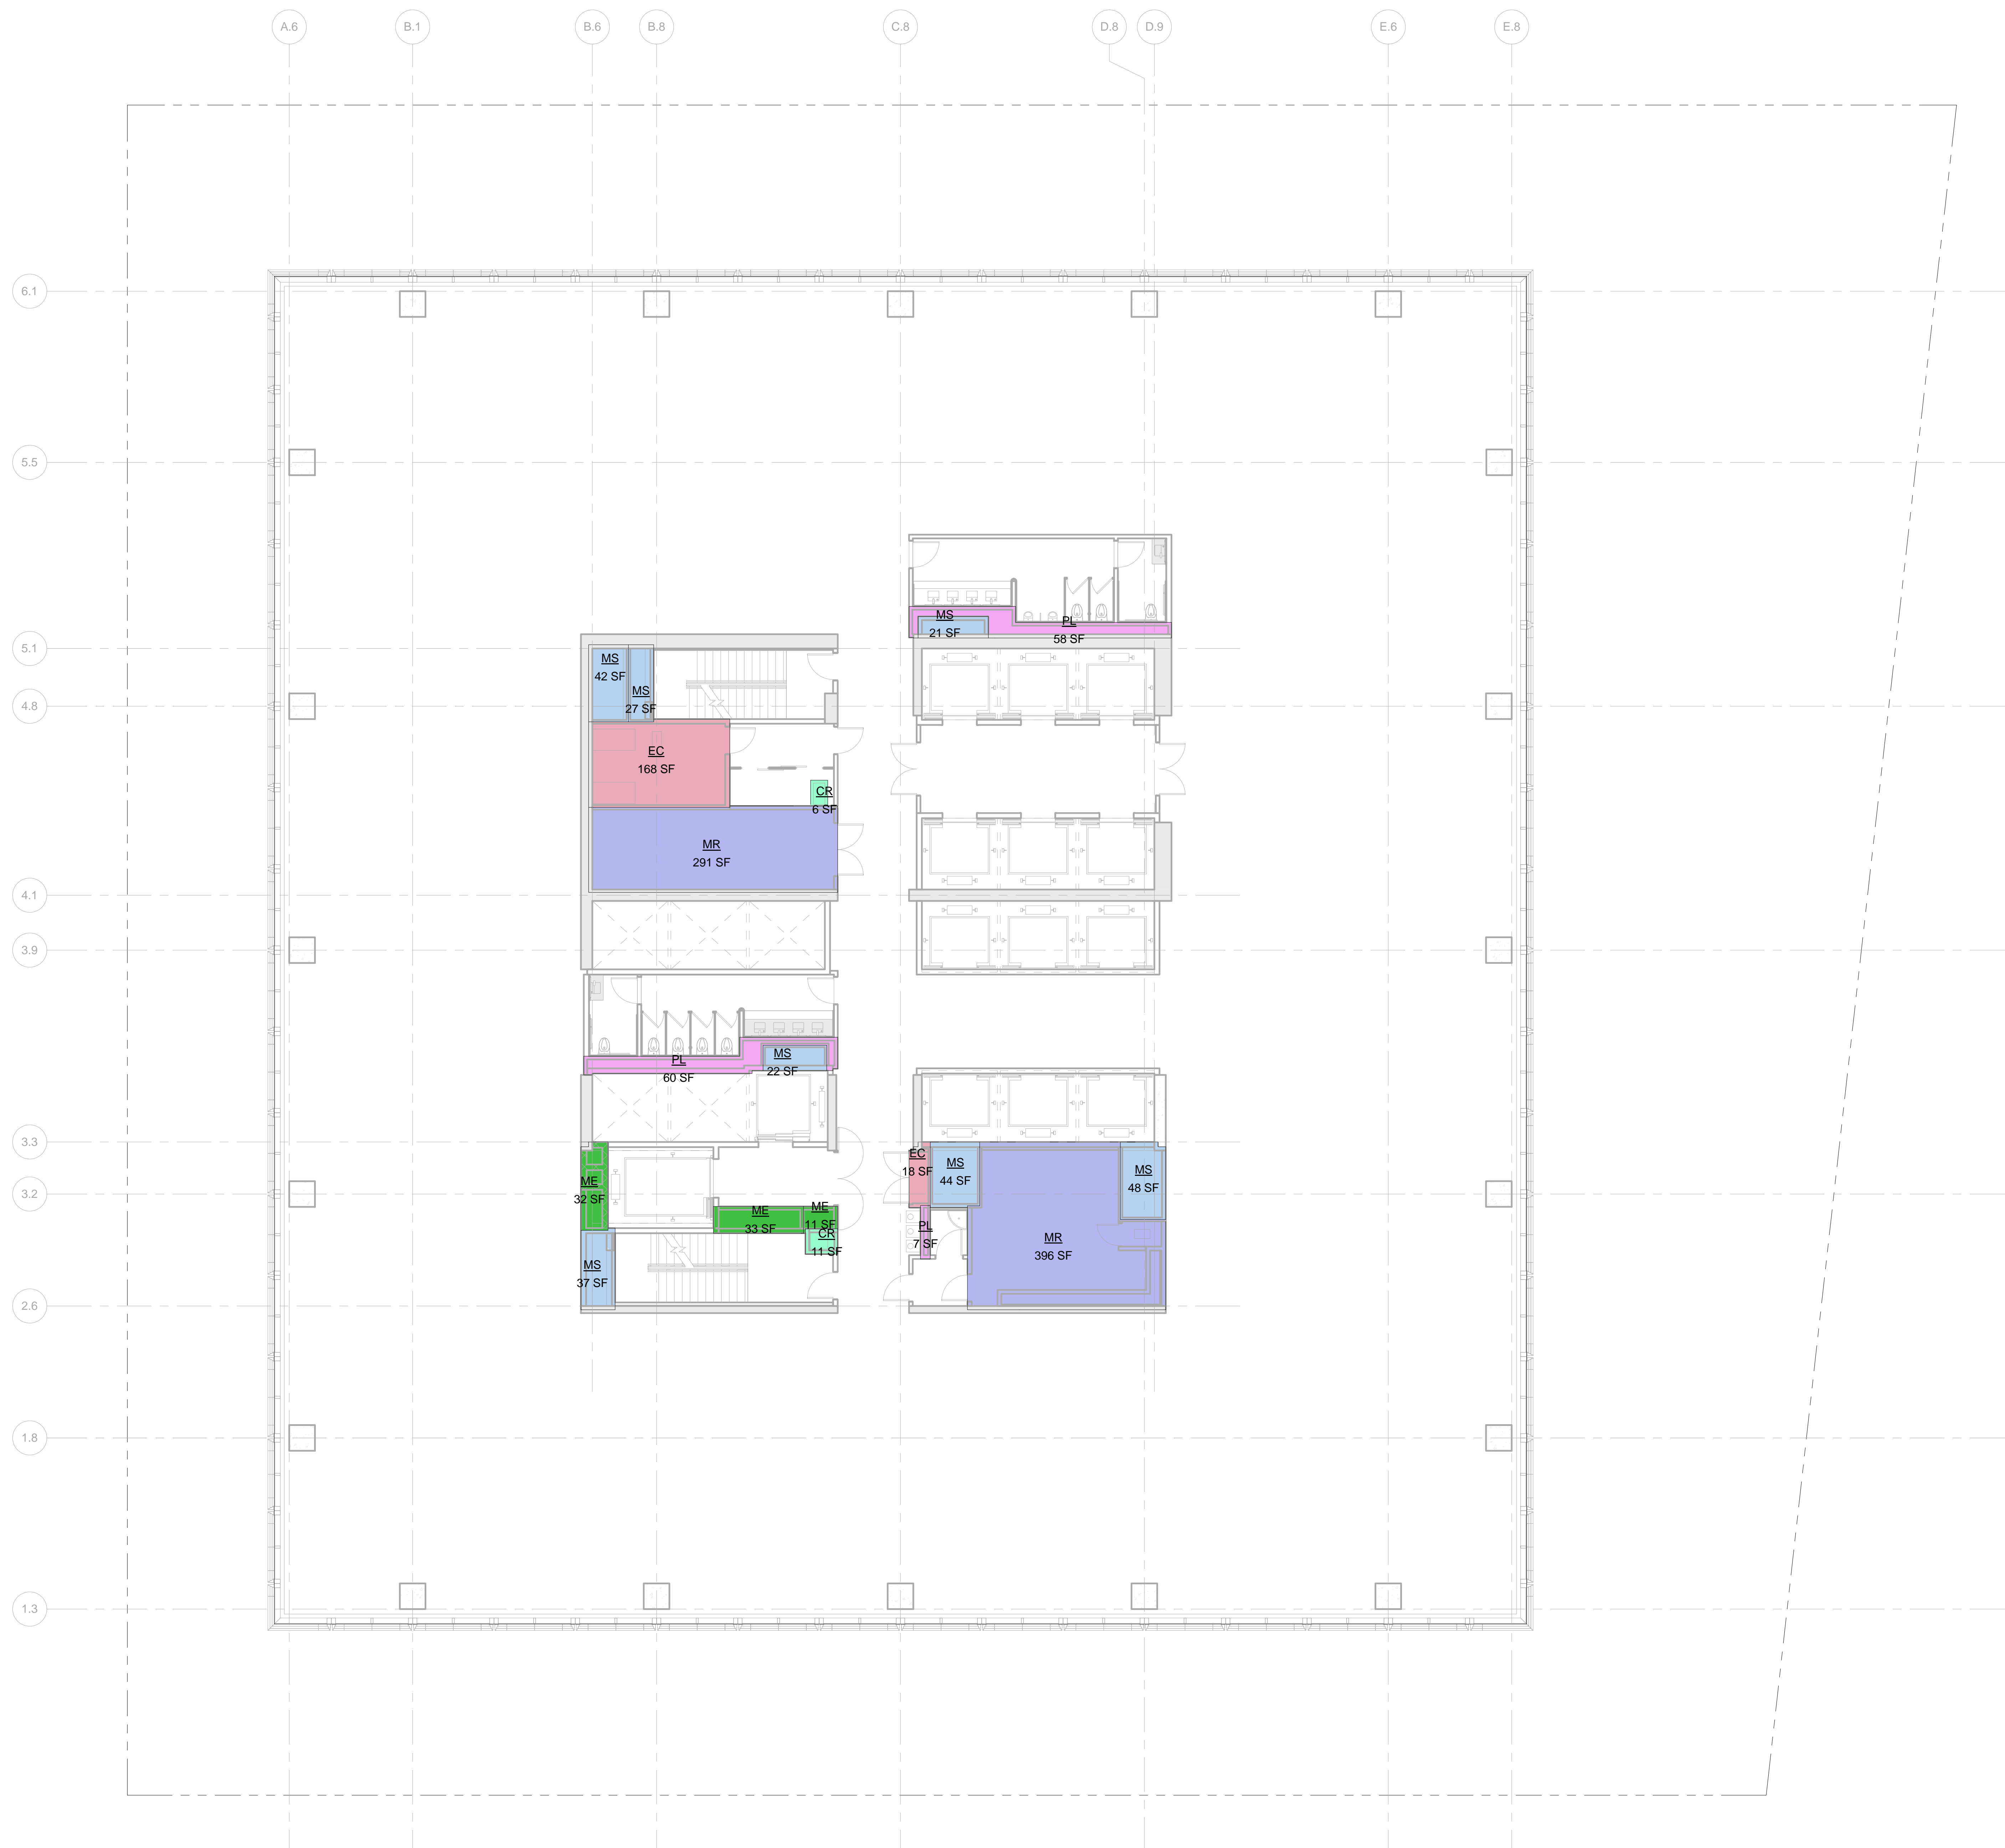 A.6
B.1
B.6
B.8
C.8
D.8
D.9
E.6
E.8
6.1
5.5
MS
21 SF
PL
58 SF
5.1
MS
42 SF
MS
27 SF
4.8
EC
168 SF
CR
6 SF
MR
291 SF
4.1
3.9
MS
22 SF
PL
60 SF
3.3
EC
18 SF
MS
44 SF
MS
48 SF
ME
32 SF
3.2
ME
33 SF
ME
11 SF
CR
11 SF
PL
7 SF
MR
396 SF
MS
37 SF
2.6
1.8
1.3